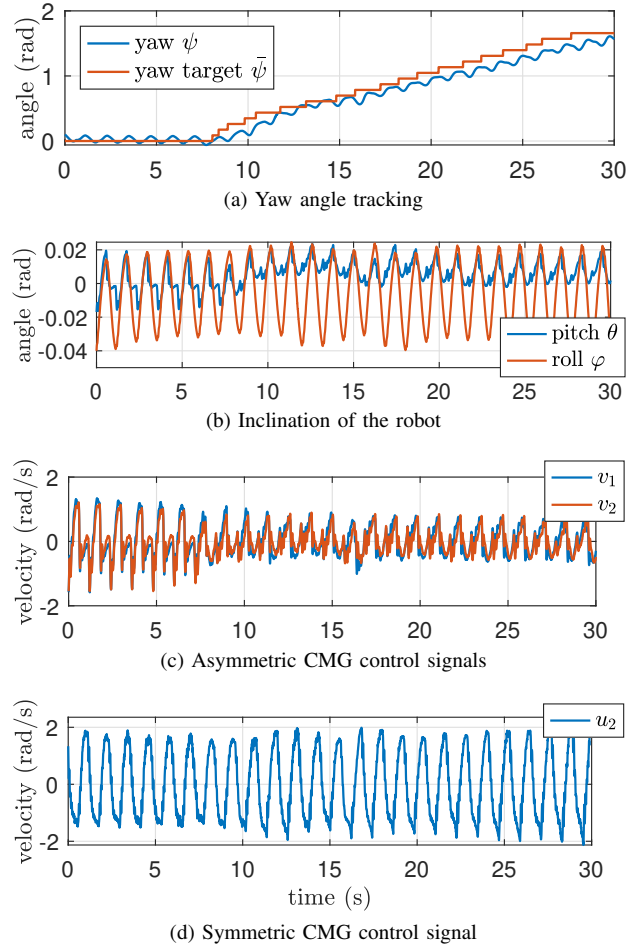 2
yaw ψ
yaw target ψ̄
1
0
angle (rad)
0 5 10 15 20 25 30
(a) Yaw angle tracking
0.02
0
-0.02
-0.04
angle (rad)
pitch θ
roll φ
0 5 10 15 20 25 30
(b) Inclination of the robot
2
0
-2
velocity (rad/s)
v₁
v₂
0 5 10 15 20 25 30
(c) Asymmetric CMG control signals
2
0
-2
velocity (rad/s)
u₂
0 5 10 15 20 25 30
time (s)
(d) Symmetric CMG control signal